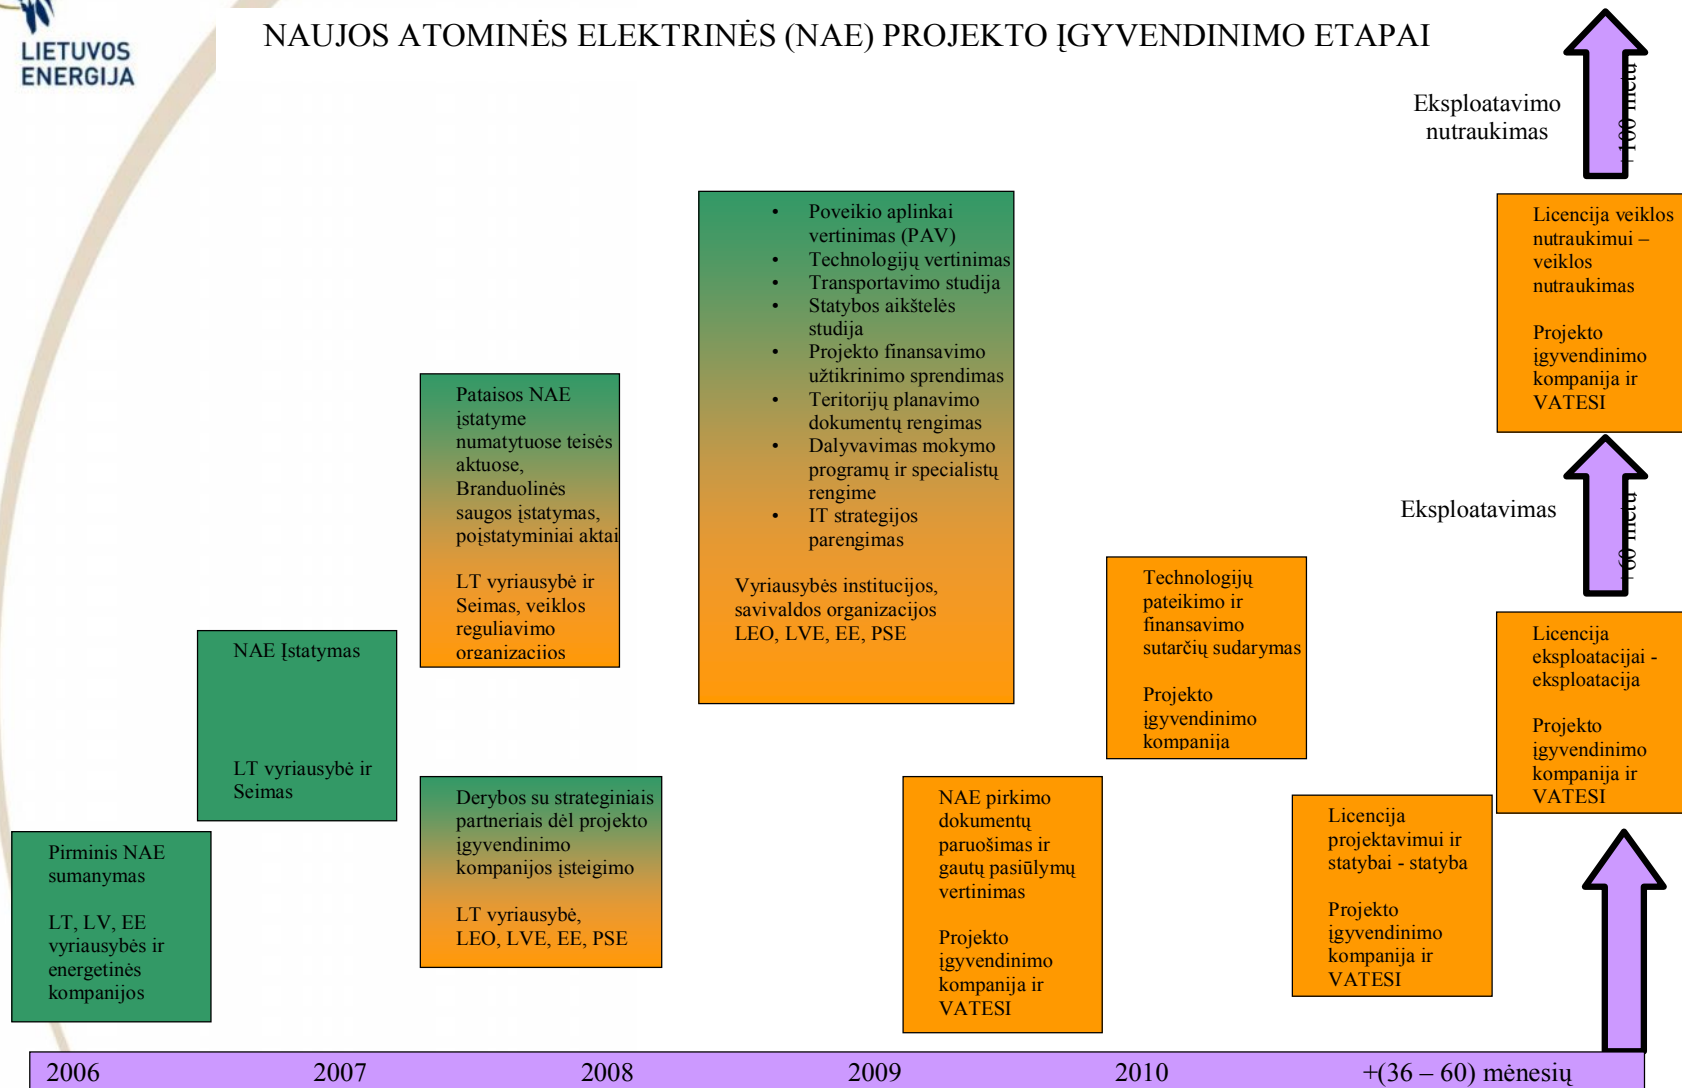 LIETUVOS
ENERGIJA
NAUJOS ATOMINĖS ELEKTRINĖS (NAE) PROJEKTO ĮGYVENDINIMO ETAPAI
Eksploatavimo
nutraukimas
+100 metų
Poveikio aplinkai
vertinimas (PAV)
• Technologijų vertinimas
• Transportavimo studija
• Statybos aikštelės
studija
• Projekto finansavimo
užtikrinimo sprendimas
• Teritorijų planavimo
dokumentų rengimas
• Dalyvavimas mokymo
programų ir specialistų
rengime
• IT strategijos
parengimas
Vyriausybės institucijos,
savivaldos organizacijos
LEO, LVE, EE, PSE
Licencija veiklos
nutraukimui –
veiklos
nutraukimas
Projekto
įgyvendinimo
kompanija ir
VATESI
Pataisos NAE
įstatyme
numatytuose teisės
aktuose,
Branduolinės
saugos įstatymas,
poįstatyminiai aktai
LT vyriausybė ir
Seimas, veiklos
reguliavimo
organizacijos
Eksploatavimas
+60 metų
Technologijų
pateikimo ir
finansavimo
sutarčių sudarymas
Projekto
įgyvendinimo
kompanija
Licencija
eksploatacijai -
eksploatacija
Projekto
įgyvendinimo
kompanija ir
VATESI
NAE Įstatymas
LT vyriausybė ir
Seimas
Derybos su strateginiais
partneriais dėl projekto
įgyvendinimo
kompanijos įsteigimo
LT vyriausybė,
LEO, LVE, EE, PSE
NAE pirkimo
dokumentų
paruošimas ir
gautų pasiūlymų
vertinimas
Projekto
įgyvendinimo
kompanija ir
VATESI
Licencija
projektavimui ir
statybai - statyba
Projekto
įgyvendinimo
kompanija ir
VATESI
Pirminis NAE
sumanymas
LT, LV, EE
vyriausybės ir
energetinės
kompanijos
2006 2007 2008 2009 2010 +(36 – 60) mėnesių